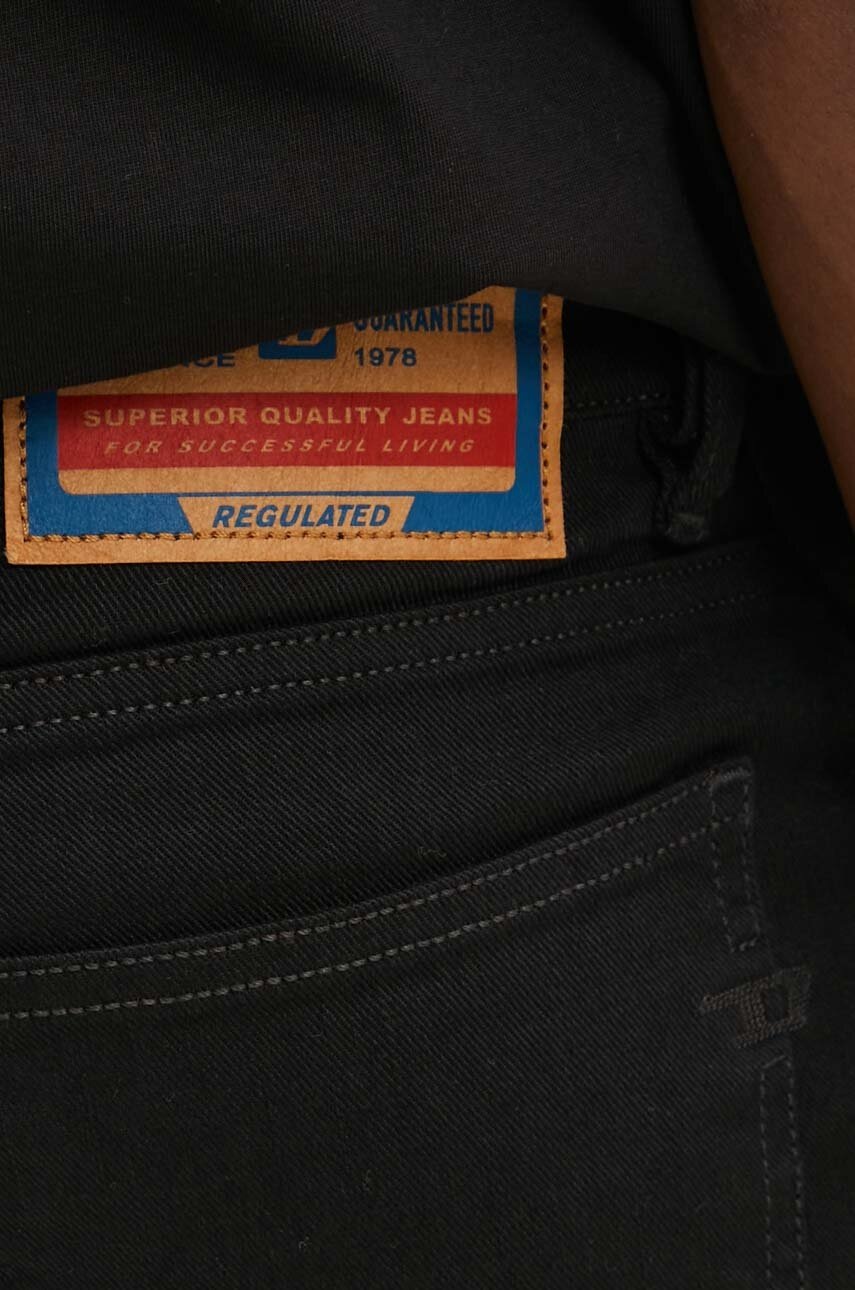 GUARANTEED
1978
SUPERIOR QUALITY JEANS
FOR SUCCESSFUL LIVING
REGULATED